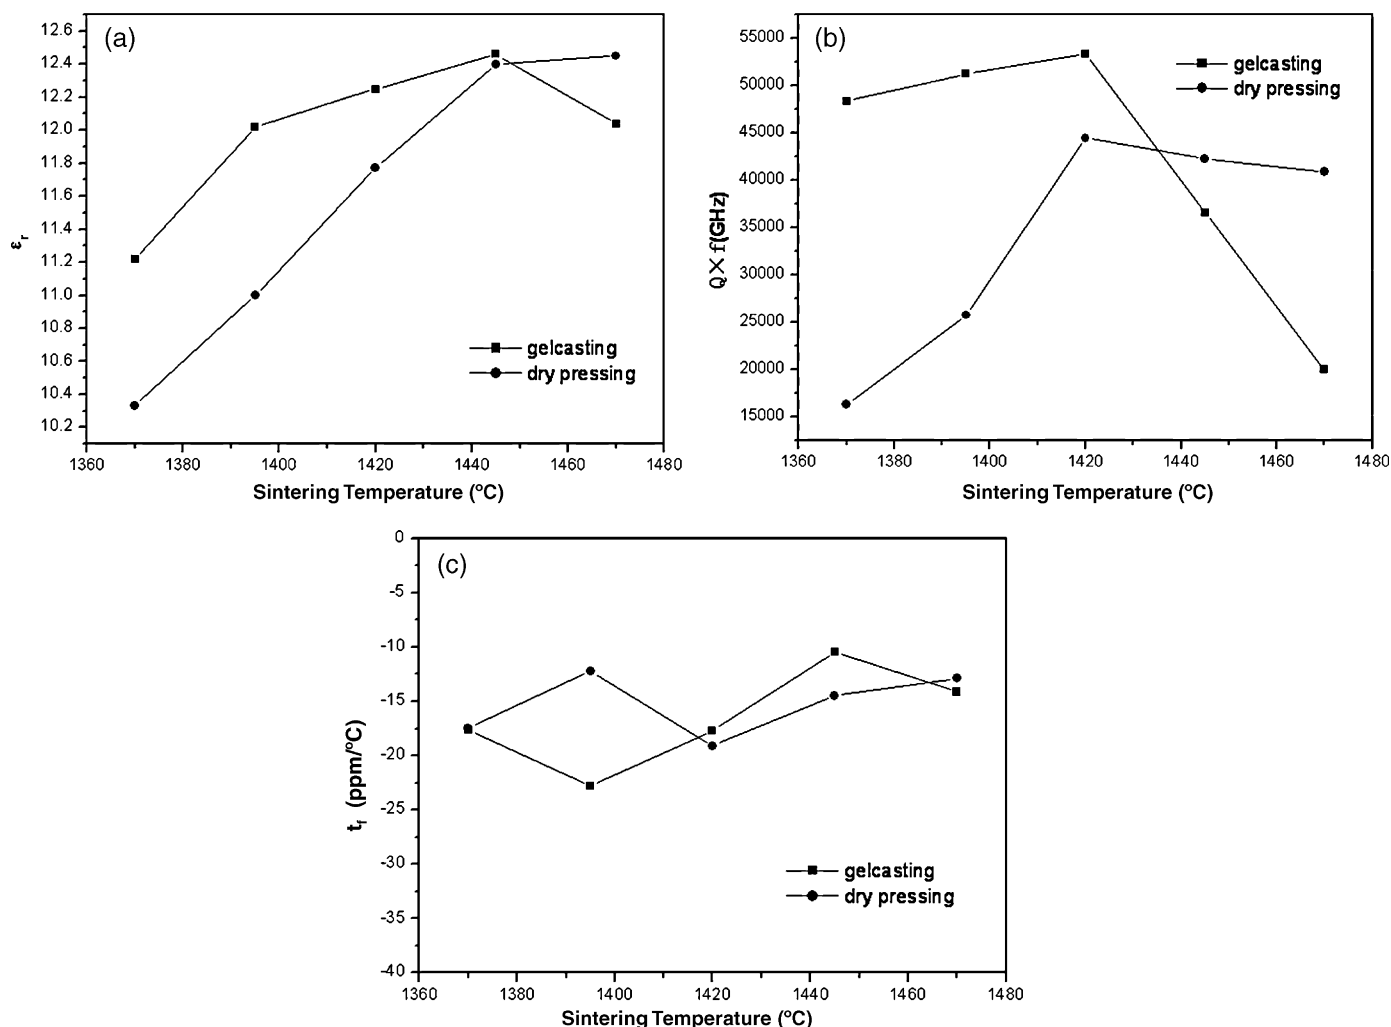 (a)
12.6
12.4
12.2
12.0
11.8
11.6
11.4
11.2
11.0
10.8
10.6
10.4
10.2
εr
gelcasting
dry pressing
1360 1380 1400 1420 1440 1460 1480
Sintering Temperature (ºC)
(b)
55000
50000
45000
40000
35000
30000
25000
20000
15000
Q×f(GHz)
gelcasting
dry pressing
1360 1380 1400 1420 1440 1460 1480
Sintering Temperature (ºC)
(c)
0
-5
-10
-15
-20
-25
-30
-35
-40
tf (ppm/ºC)
gelcasting
dry pressing
1360 1380 1400 1420 1440 1460 1480
Sintering Temperature (ºC)